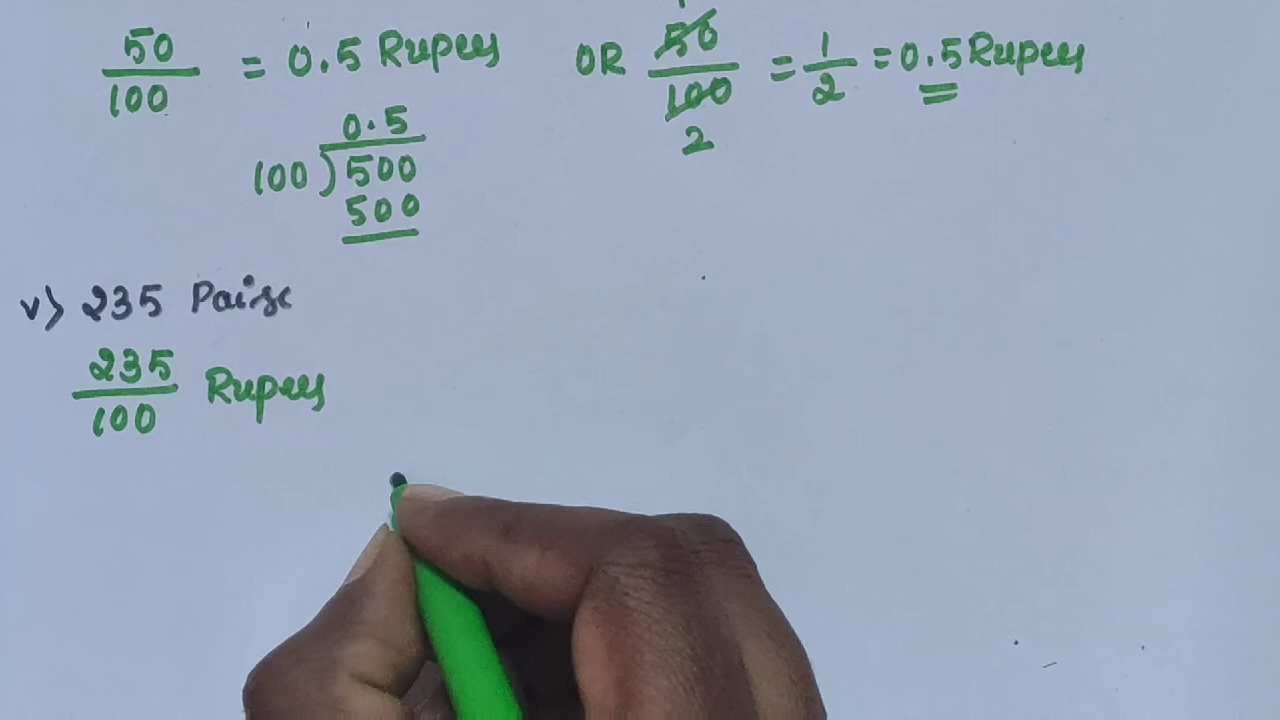 50/100 = 0.5 Rupees OR 50/100 = 1/2 = 0.5 Rupees
2
0.5
100 ) 500
500
v) 235 Paise
235/100 Rupees